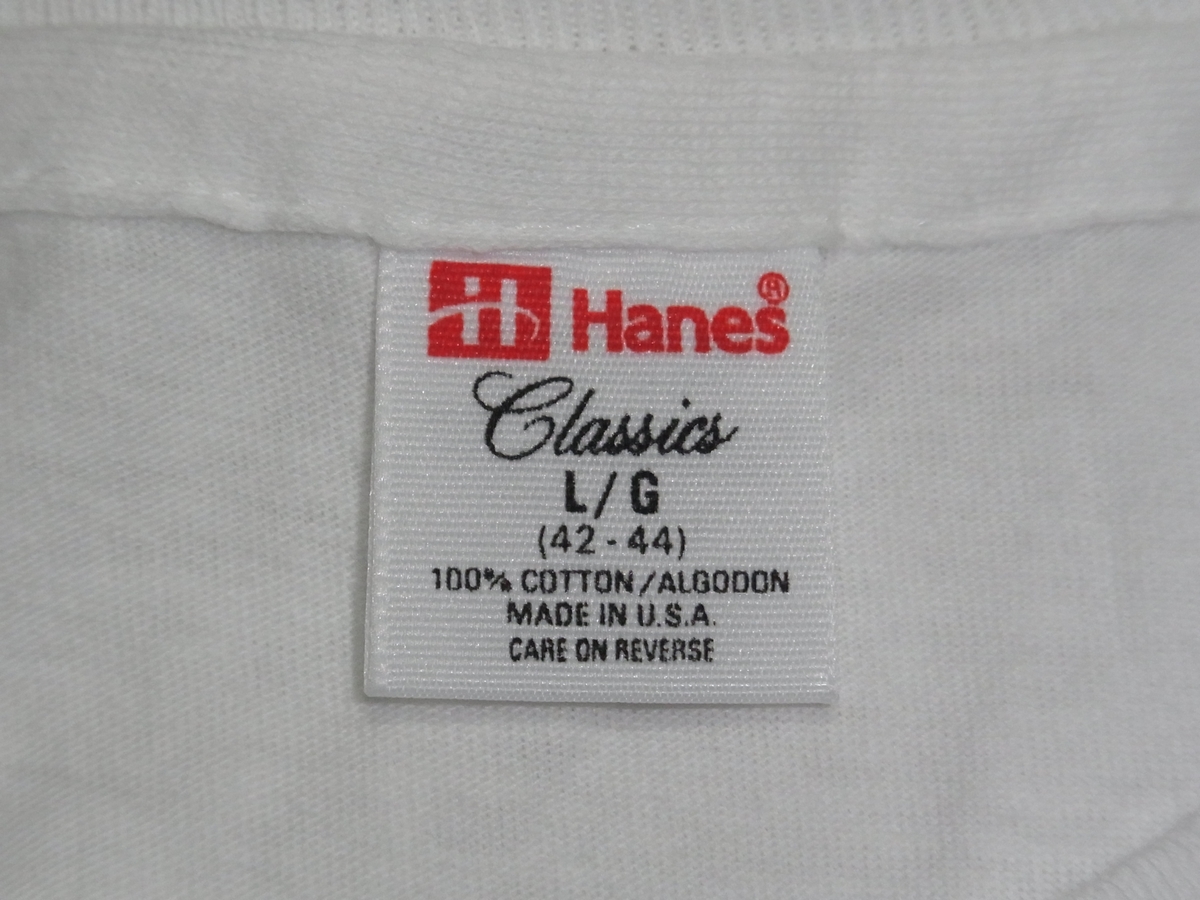 H Hanes®
Classics
L/G
(42-44)
100% COTTON/ALGODON
MADE IN U.S.A.
CARE ON REVERSE